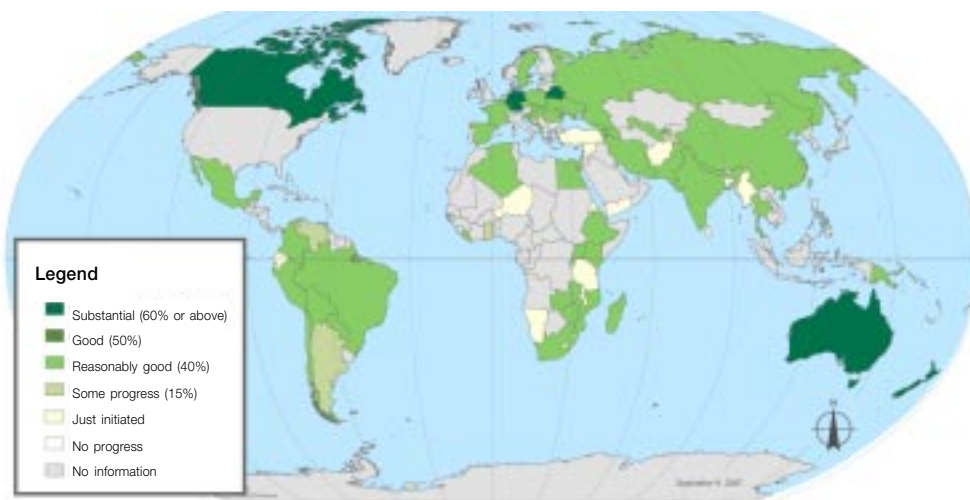 Legend
Substantial (60% or above)
Good (50%)
Reasonably good (40%)
Some progress (15%)
Just initiated
No progress
No information
N